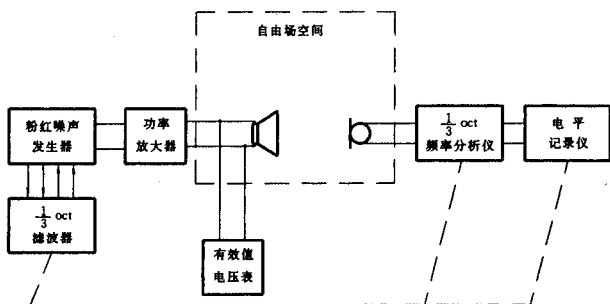 自由场空间
粉红噪声
发生器
功率
放大器
1/3 oct
频率分析仪
电平
记录仪
1/3 oct
滤波器
有效值
电压表